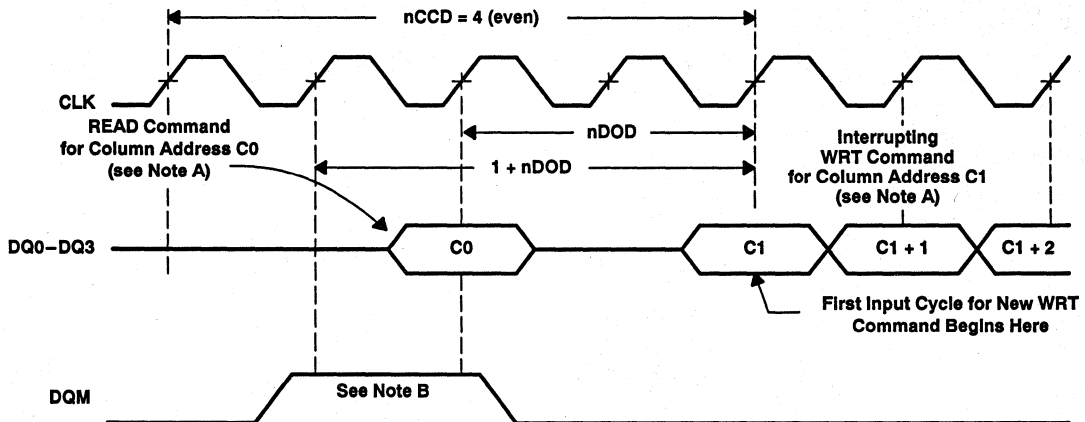 nCCD = 4 (even)
CLK
READ Command
for Column Address C0
(see Note A)
nDOD
1 + nDOD
Interrupting
WRT Command
for Column Address C1
(see Note A)
DQ0–DQ3
C0
C1
C1 + 1
C1 + 2
First Input Cycle for New WRT
Command Begins Here
DQM
See Note B